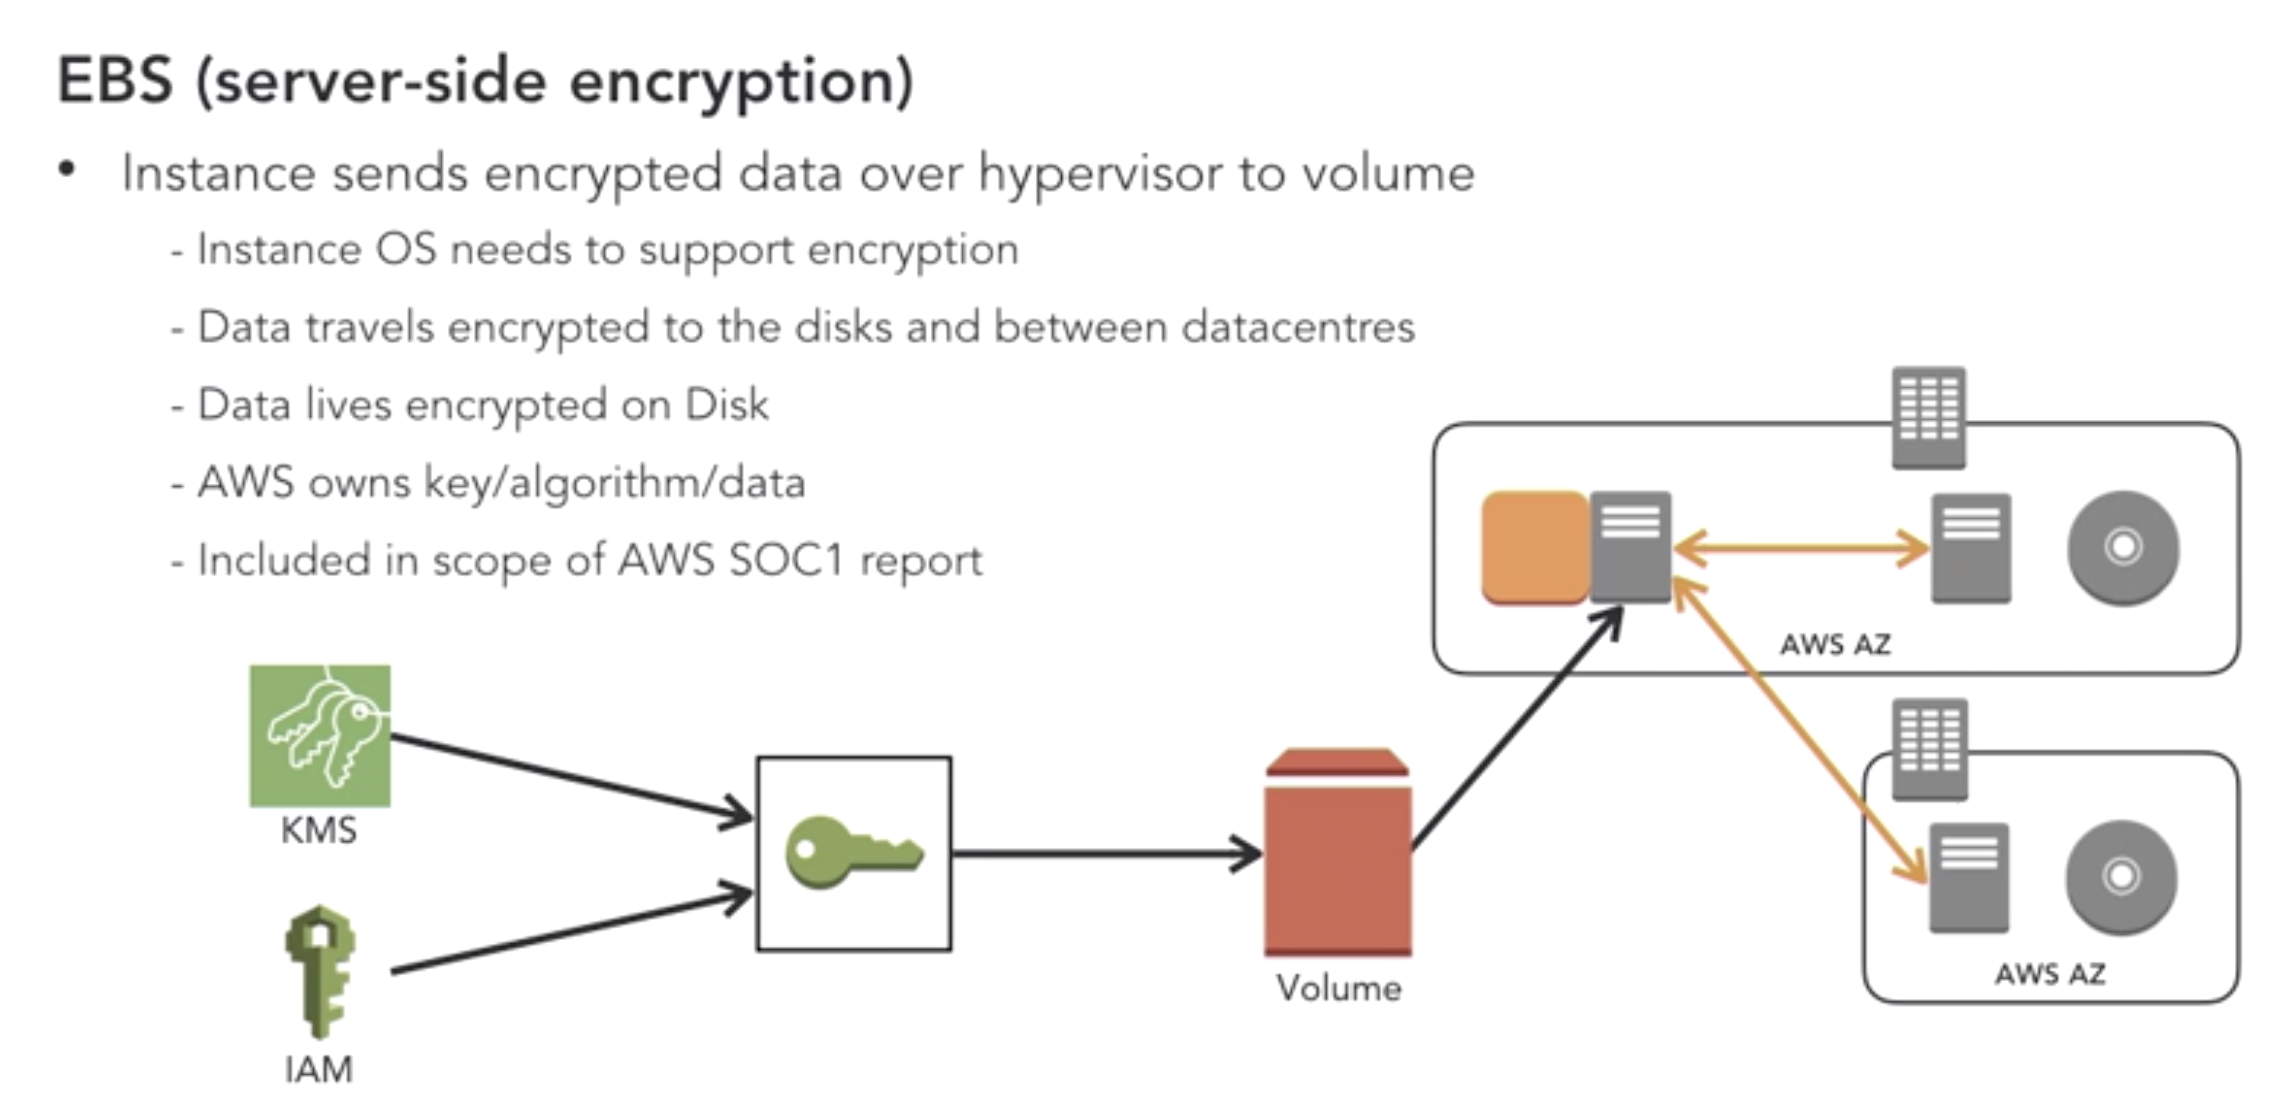 EBS (server-side encryption)
• Instance sends encrypted data over hypervisor to volume
- Instance OS needs to support encryption
- Data travels encrypted to the disks and between datacentres
- Data lives encrypted on Disk
- AWS owns key/algorithm/data
- Included in scope of AWS SOC1 report
AWS AZ
KMS
AWS AZ
Volume
IAM